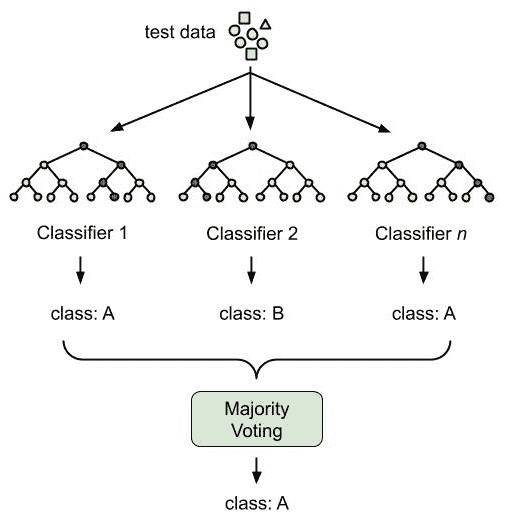 test data
Classifier 1
Classifier 2
Classifier n
class: A
class: B
class: A
Majority
Voting
class: A